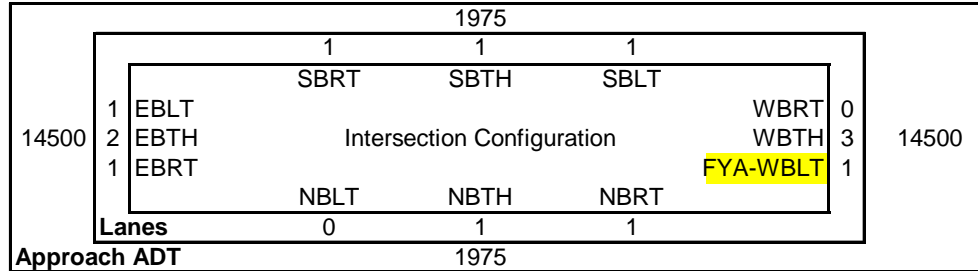 1975
1 1 1
SBRT SBTH SBLT
1 EBLT WBRT 0
14500 2 EBTH Intersection Configuration WBTH 3 14500
1 EBRT FYA-WBLT 1
NBLT NBTH NBRT
Lanes 0 1 1
Approach ADT 1975